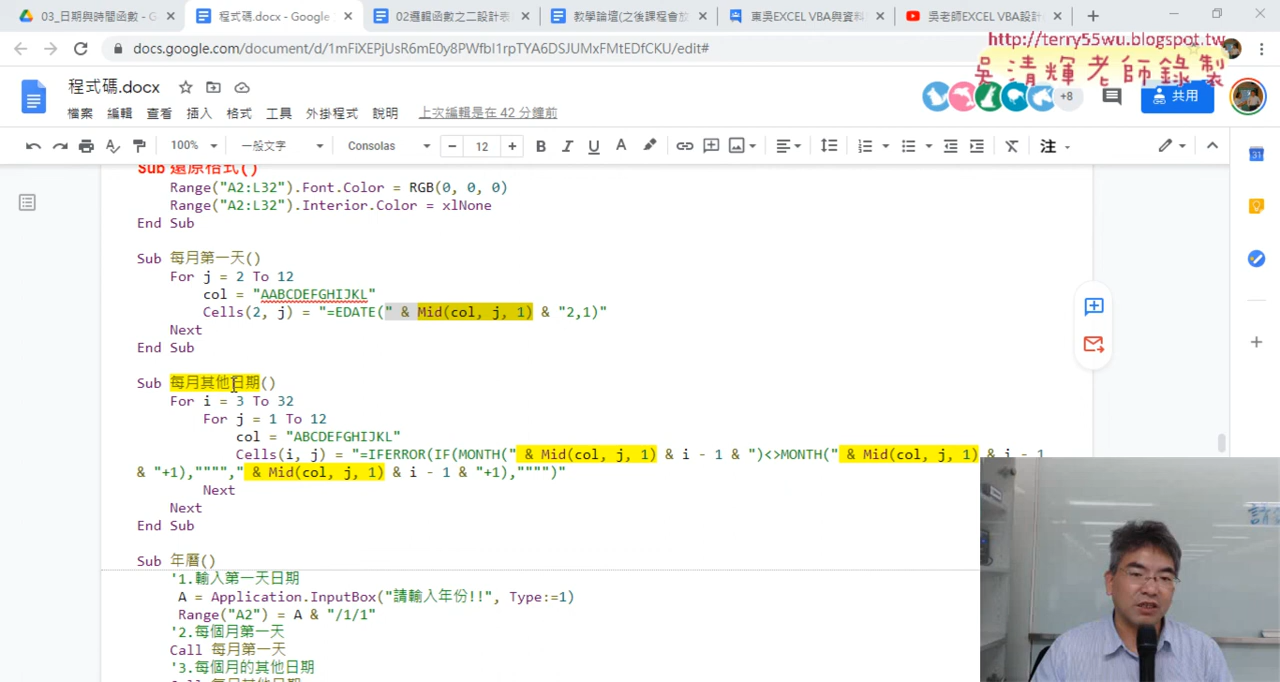 03_日期與時間函數 - G
程式碼.docx - Google
02邏輯函數之二設計表
教學論壇(之後課程會放
東吳EXCEL VBA與資料
吳老師EXCEL VBA設計
docs.google.com/document/d/1mFiXEPjUsR6mE0y8PWfbI1rpTYA6DSJUMxFMtEDfCKU/edit#
http://terry55wu.blogspot.tw
吳清輝老師錄製
程式碼.docx
檔案 編輯 查看 插入 格式 工具 外掛程式 說明 上次編輯是在 42 分鐘前
+8
共用
100% 一般文字 Consolas 12 B I U A 注
31
Sub 還原格式()
Range("A2:L32").Font.Color = RGB(0, 0, 0)
Range("A2:L32").Interior.Color = xlNone
End Sub
Sub 每月第一天()
For j = 2 To 12
col = "AABCDEFGHIJKL"
Cells(2, j) = "=EDATE(" & Mid(col, j, 1) & "2,1)"
Next
End Sub
Sub 每月其他日期()
For i = 3 To 32
For j = 1 To 12
col = "ABCDEFGHIJKL"
Cells(i, j) = "=IFERROR(IF(MONTH(" & Mid(col, j, 1) & i - 1 & ")<>MONTH(" & Mid(col, j, 1) & i - 1
& "+1),"""","  & Mid(col, j, 1) & i - 1 & "+1),"""")"
Next
Next
End Sub
Sub 年曆()
'1.輸入第一天日期
A = Application.InputBox("請輸入年份!!", Type:=1)
Range("A2") = A & "/1/1"
'2.每個月第一天
Call 每月第一天
'3.每個月的其他日期